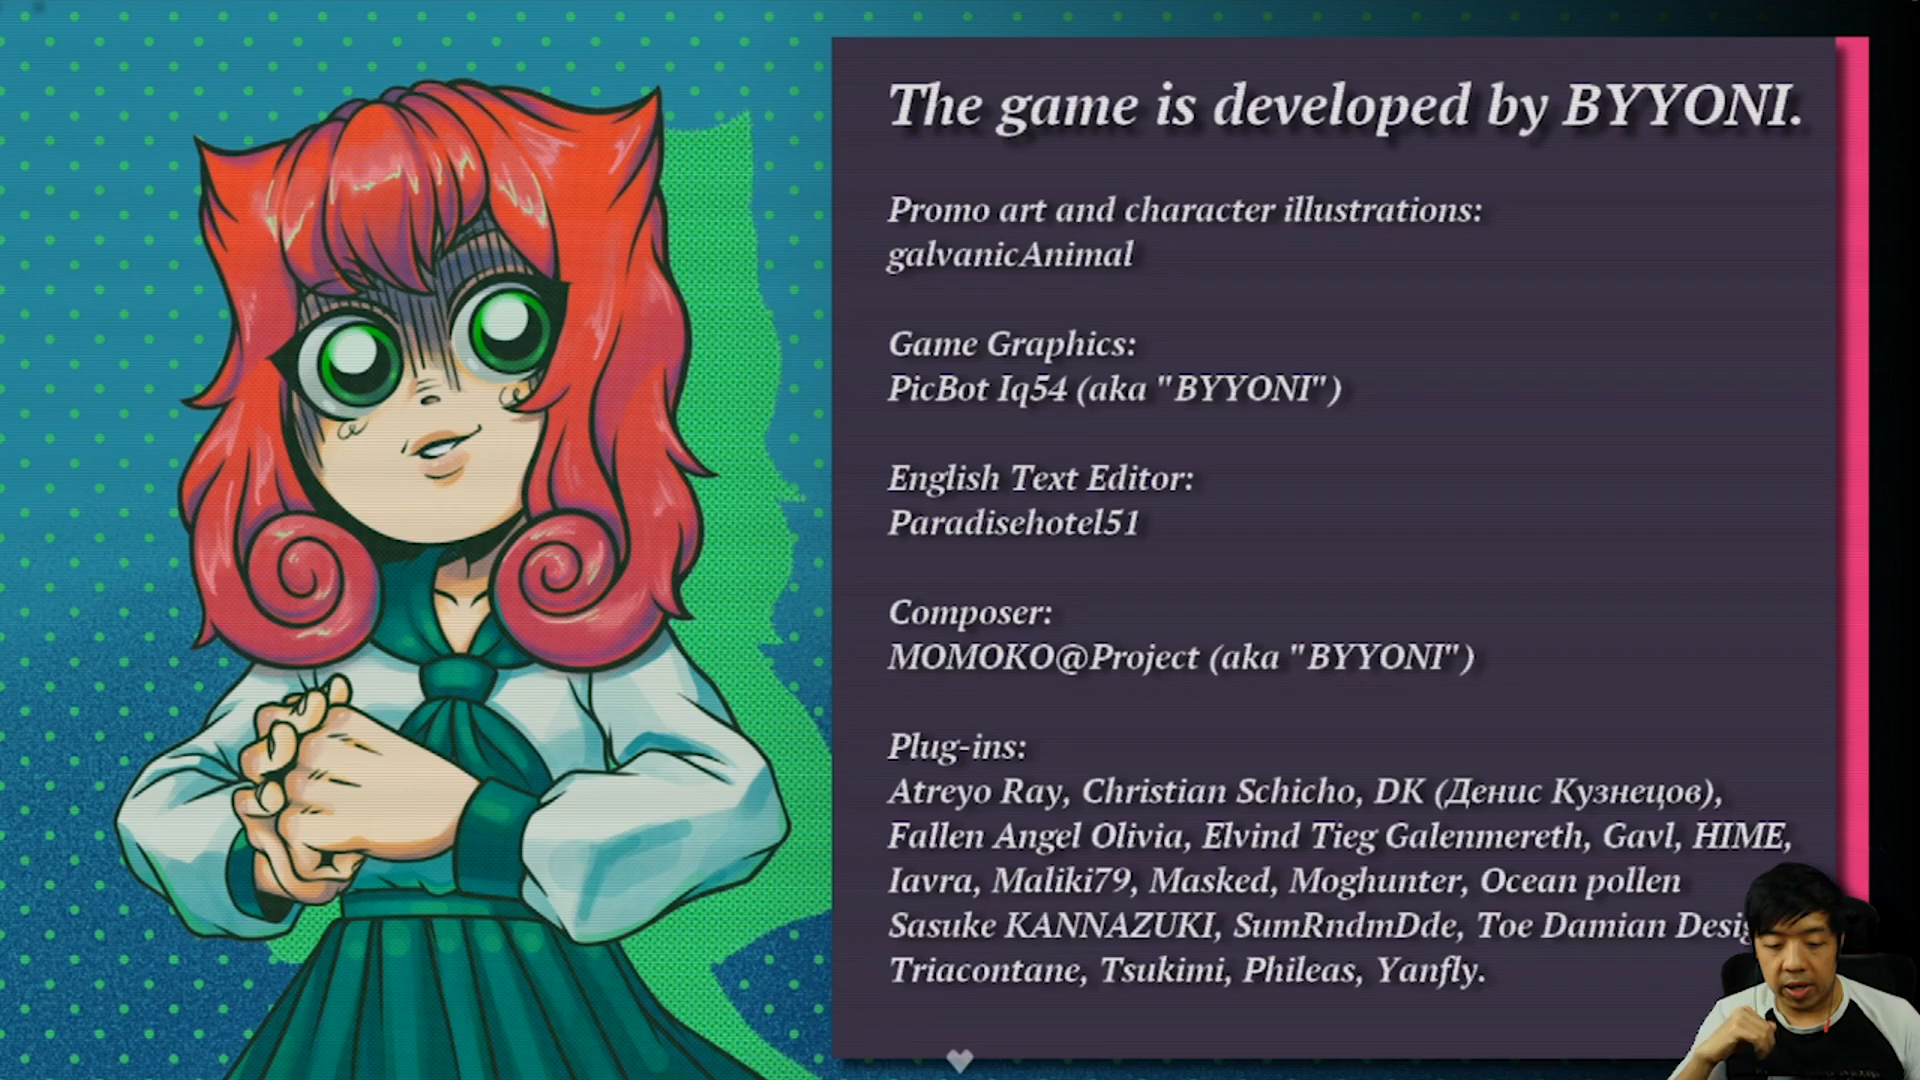 The game is developed by BYYONI.
Promo art and character illustrations:
galvanicAnimal
Game Graphics:
PicBot Iq54 (aka "BYYONI")
English Text Editor:
Paradisehotel51
Composer:
MOMOKO@Project (aka "BYYONI")
Plug-ins:
Atreyo Ray, Christian Schicho, DK (Денис Кузнецов),
Fallen Angel Olivia, Elvind Tieg Galenmereth, Gavl, HIME,
Iavra, Maliki79, Masked, Moghunter, Ocean pollen
Sasuke KANNAZUKI, SumRndmDde, Toe Damian
Triacontane, Tsukimi, Phileas, Yanfly.